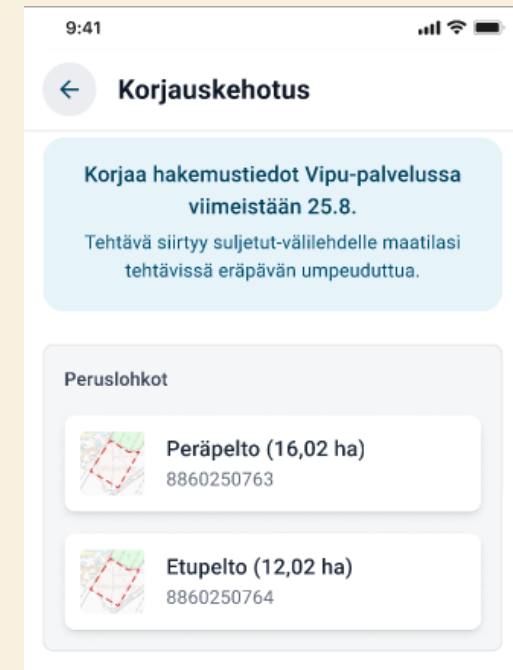 9:41
Korjauskehotus
Korjaa hakemustiedot Vipu-palvelussa
viimeistään 25.8.
Tehtävä siirtyy suljetut-välilehdelle maatilasi
tehtävissä eräpävän umpeuduttua.
Peruslohkot
Peräpelto (16,02 ha)
8860250763
Etupelto (12,02 ha)
8860250764